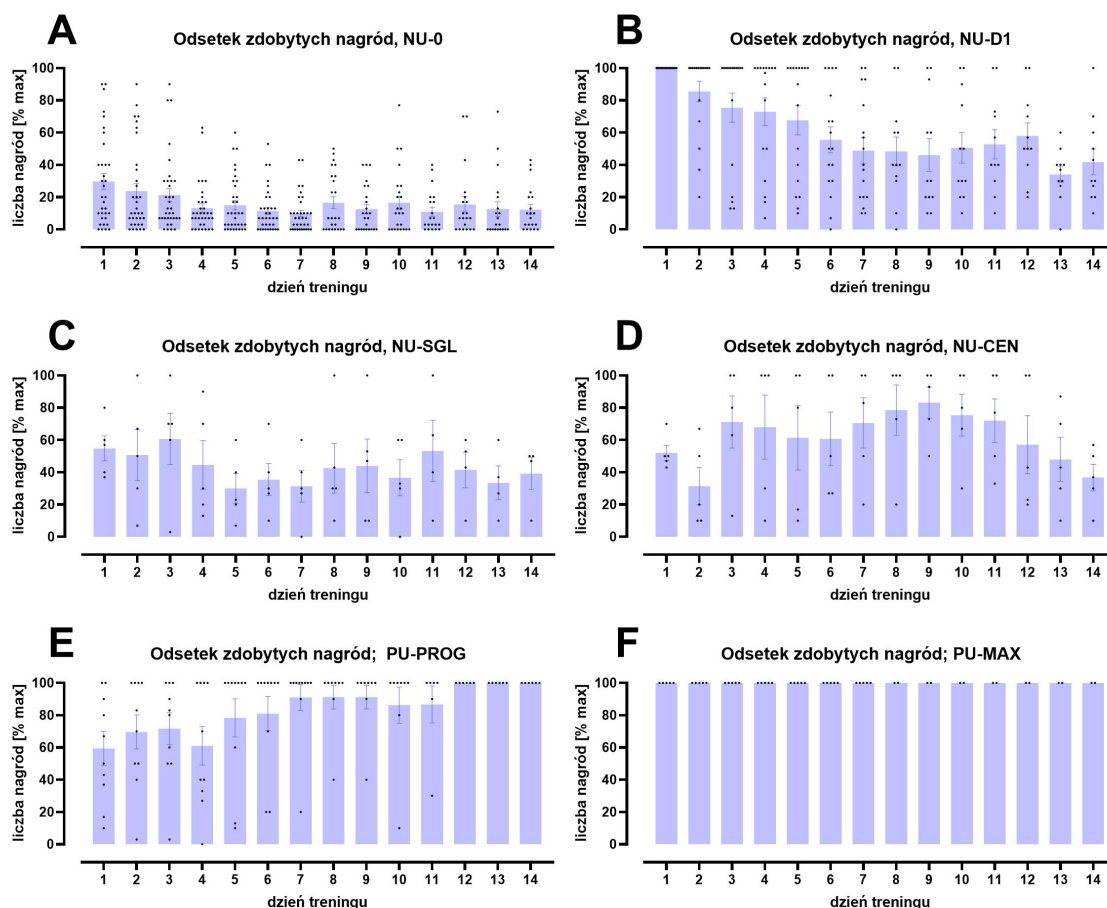 A
Odsetek zdobytych nagród, NU-0
liczba nagród [% max]
100
80
60
40
20
0
1 2 3 4 5 6 7 8 9 10 11 12 13 14
dzień treningu
B
Odsetek zdobytych nagród, NU-D1
liczba nagród [% max]
100
80
60
40
20
0
1 2 3 4 5 6 7 8 9 10 11 12 13 14
dzień treningu
C
Odsetek zdobytych nagród, NU-SGL
liczba nagród [% max]
100
80
60
40
20
0
1 2 3 4 5 6 7 8 9 10 11 12 13 14
dzień treningu
D
Odsetek zdobytych nagród, NU-CEN
liczba nagród [% max]
100
80
60
40
20
0
1 2 3 4 5 6 7 8 9 10 11 12 13 14
dzień treningu
E
Odsetek zdobytych nagród; PU-PROG
liczba nagród [% max]
100
80
60
40
20
0
1 2 3 4 5 6 7 8 9 10 11 12 13 14
dzień treningu
F
Odsetek zdobytych nagród; PU-MAX
liczba nagród [% max]
100
80
60
40
20
0
1 2 3 4 5 6 7 8 9 10 11 12 13 14
dzień treningu